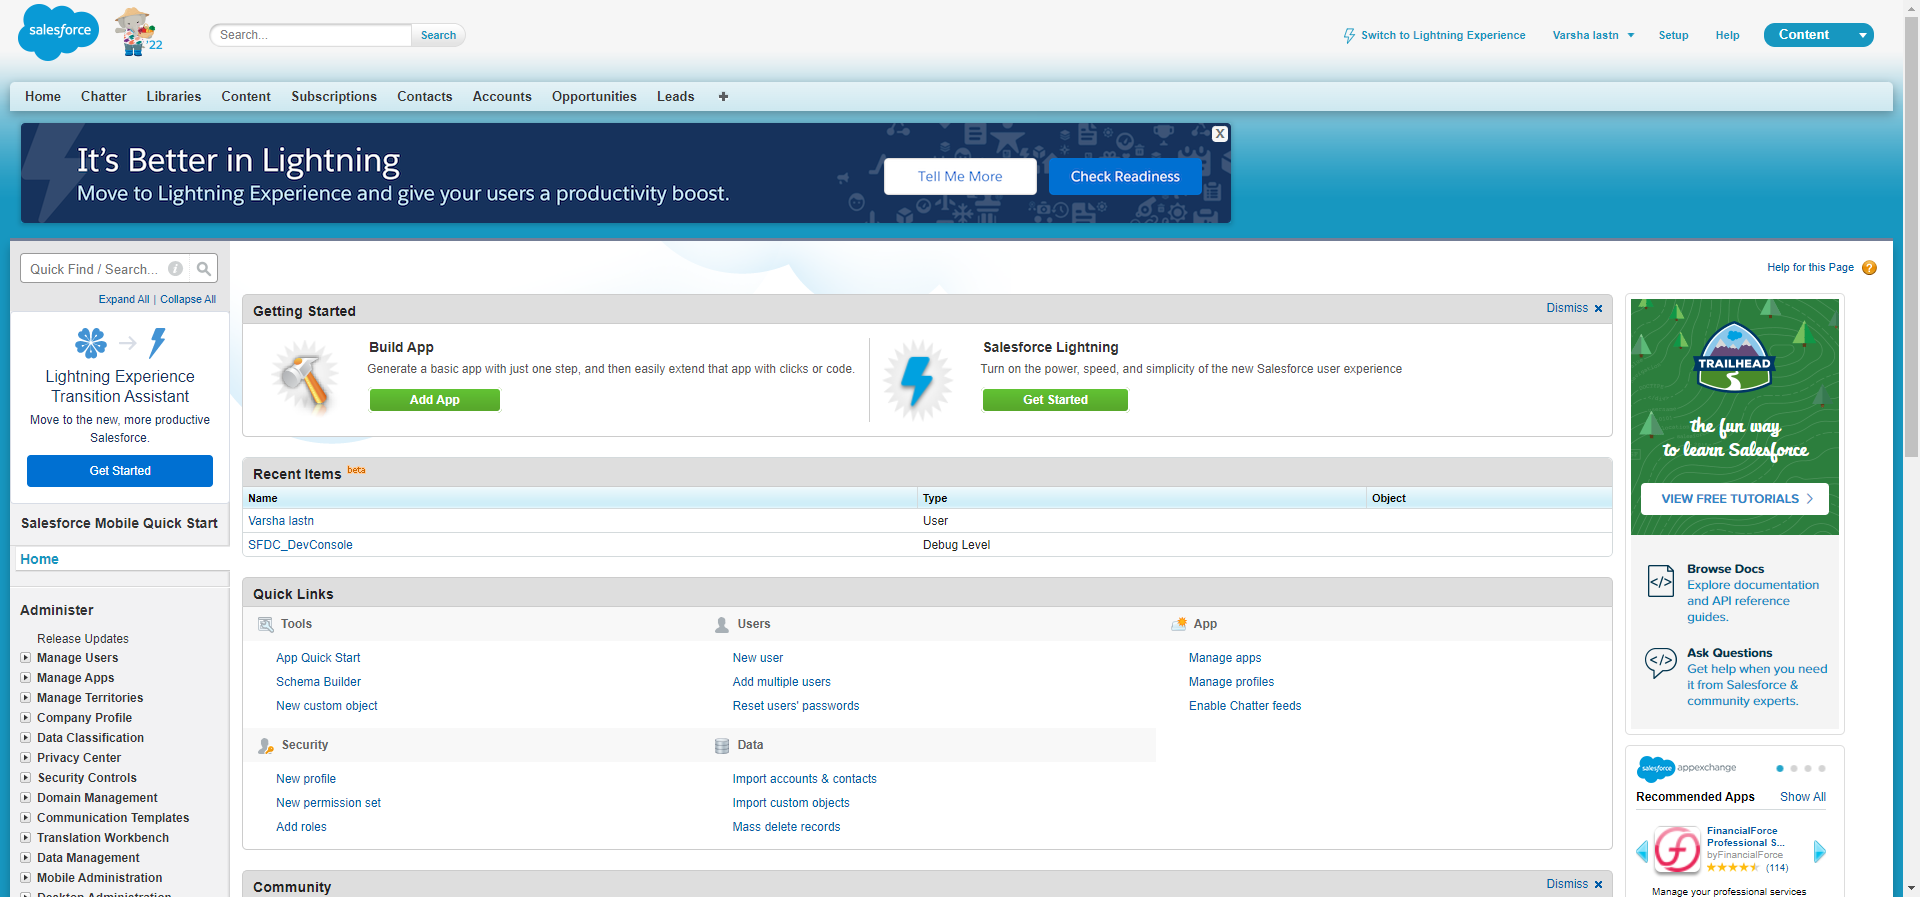 salesforce
'22
Search...
Search
Switch to Lightning Experience
Varsha lastn
Setup
Help
Content
Home
Chatter
Libraries
Content
Subscriptions
Contacts
Accounts
Opportunities
Leads
+
It's Better in Lightning
Move to Lightning Experience and give your users a productivity boost.
Tell Me More
Check Readiness
X
Quick Find / Search...
Expand All | Collapse All
Lightning Experience
Transition Assistant
Move to the new, more productive
Salesforce.
Get Started
Salesforce Mobile Quick Start
Home
Administer
Release Updates
Manage Users
Manage Apps
Manage Territories
Company Profile
Data Classification
Privacy Center
Security Controls
Domain Management
Communication Templates
Translation Workbench
Data Management
Mobile Administration
Desktop Administration
Help for this Page ?
Getting Started
Dismiss x
Build App
Generate a basic app with just one step, and then easily extend that app with clicks or code.
Add App
Salesforce Lightning
Turn on the power, speed, and simplicity of the new Salesforce user experience
Get Started
Recent Items beta
Name Type Object
Varsha lastn User
SFDC_DevConsole Debug Level
Quick Links
Tools
App Quick Start
Schema Builder
New custom object
Users
New user
Add multiple users
Reset users' passwords
App
Manage apps
Manage profiles
Enable Chatter feeds
Security
New profile
New permission set
Add roles
Data
Import accounts & contacts
Import custom objects
Mass delete records
Community
Dismiss x
TRAILHEAD
the fun way
to learn Salesforce
VIEW FREE TUTORIALS
</>
Browse Docs
Explore documentation
and API reference
guides.
</>
Ask Questions
Get help when you need
it from Salesforce &
community experts.
salesforce appexchange
Recommended Apps
Show All
FinancialForce
Professional S...
byFinancialForce
(114)
Manage your professional services